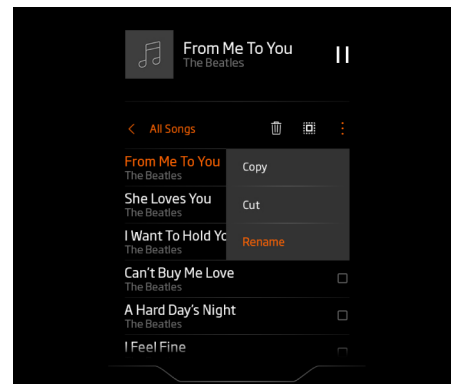 From Me To You
The Beatles
All Songs
From Me To You
The Beatles
Copy
She Loves You
The Beatles
Cut
I Want To Hold Yo
The Beatles
Rename
Can't Buy Me Love
The Beatles
A Hard Day's Night
The Beatles
I Feel Fine